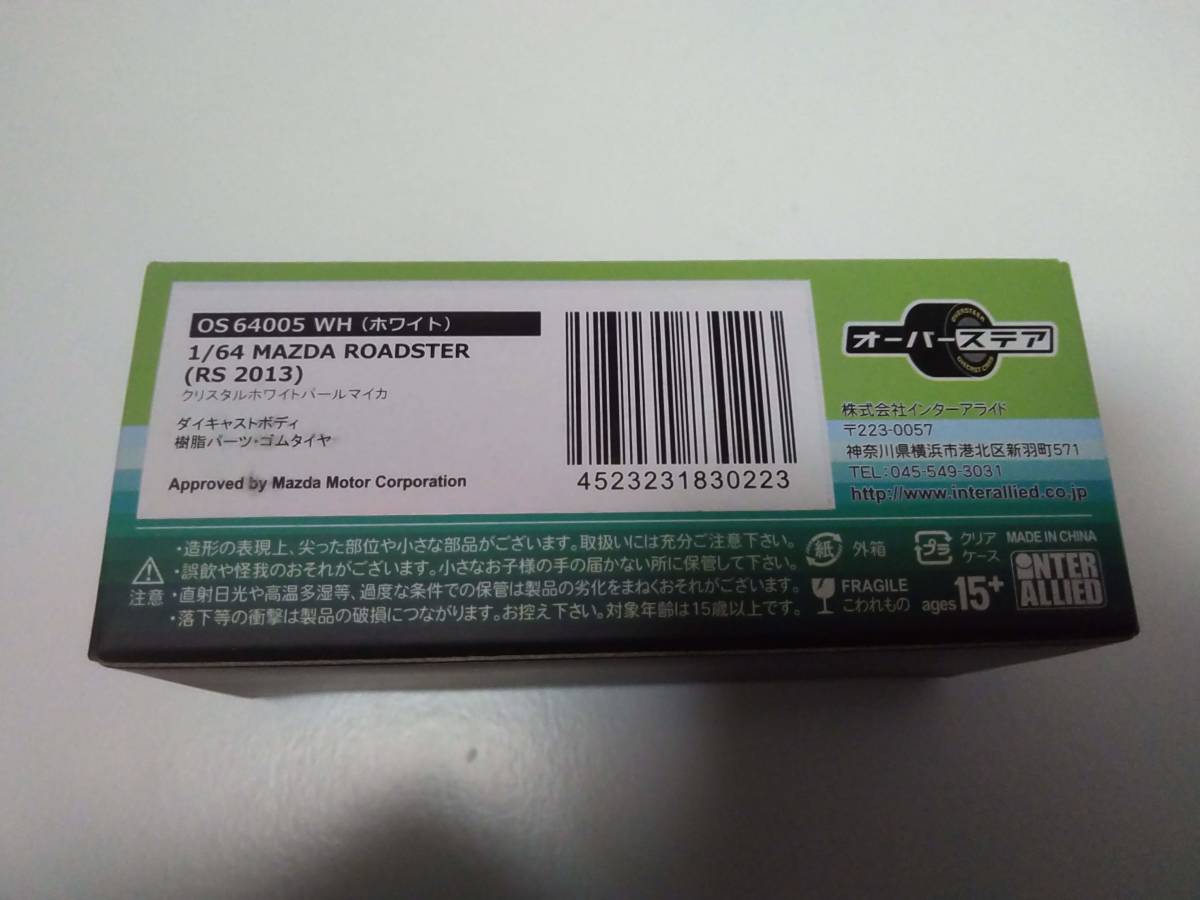 OS 64005 WH (ホワイト)
1/64 MAZDA ROADSTER
(RS 2013)
クリスタルホワイトパールマイカ
ダイキャストボディ
樹脂パーツ・ゴムタイヤ
Approved by Mazda Motor Corporation
4523231830223
OVERSTEER
オーバーステア
DIECAST CARS
株式会社インターアライド
〒223-0057
神奈川県横浜市港北区新羽町571
TEL:045-549-3031
http://www.interallied.co.jp
注意
・造形の表現上、尖った部位や小さな部品がございます。取扱いには充分ご注意下さい。
・誤飲や怪我のおそれがございます。小さなお子様の手の届かない所に保管して下さい。
・直射日光や高温多湿等、過度な条件での保管は製品の劣化をまねくおそれがございます。
・落下等の衝撃は製品の破損につながります。お控え下さい。対象年齢は15歳以上です。
紙 外箱
プラ クリアケース
FRAGILE
こわれもの
ages 15+
MADE IN CHINA
INTER
ALLIED